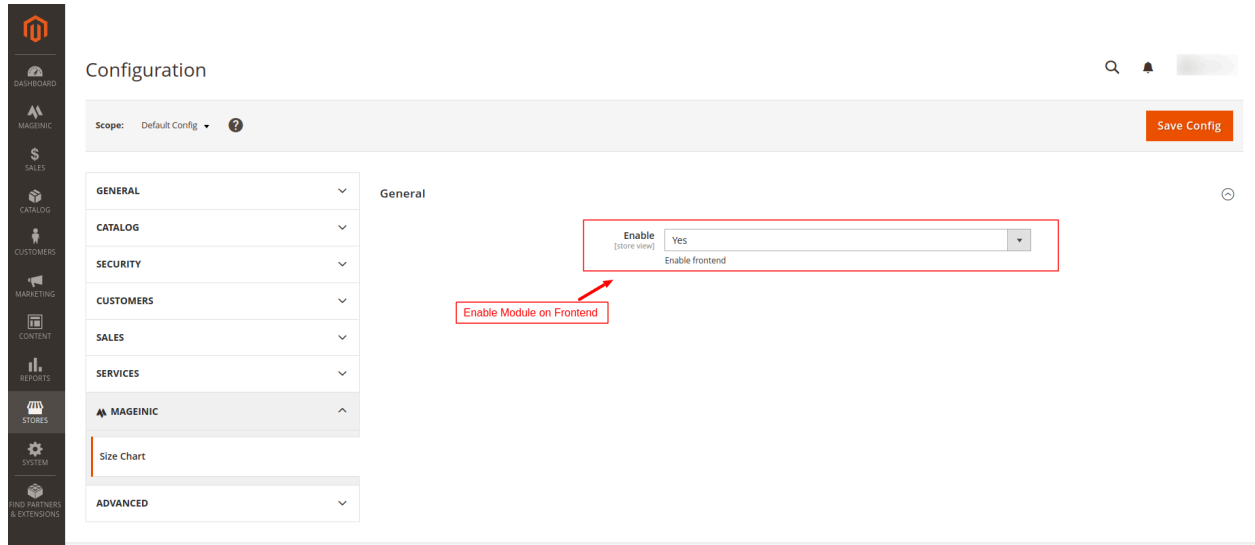 DASHBOARD
MAGEINIC
$
SALES
CATALOG
CUSTOMERS
MARKETING
CONTENT
REPORTS
STORES
SYSTEM
FIND PARTNERS
& EXTENSIONS
Configuration
Scope: Default Config ?
Save Config
GENERAL
CATALOG
SECURITY
CUSTOMERS
SALES
SERVICES
MAGEINIC
Size Chart
ADVANCED
General
Enable
[store view]
Yes
Enable frontend
Enable Module on Frontend